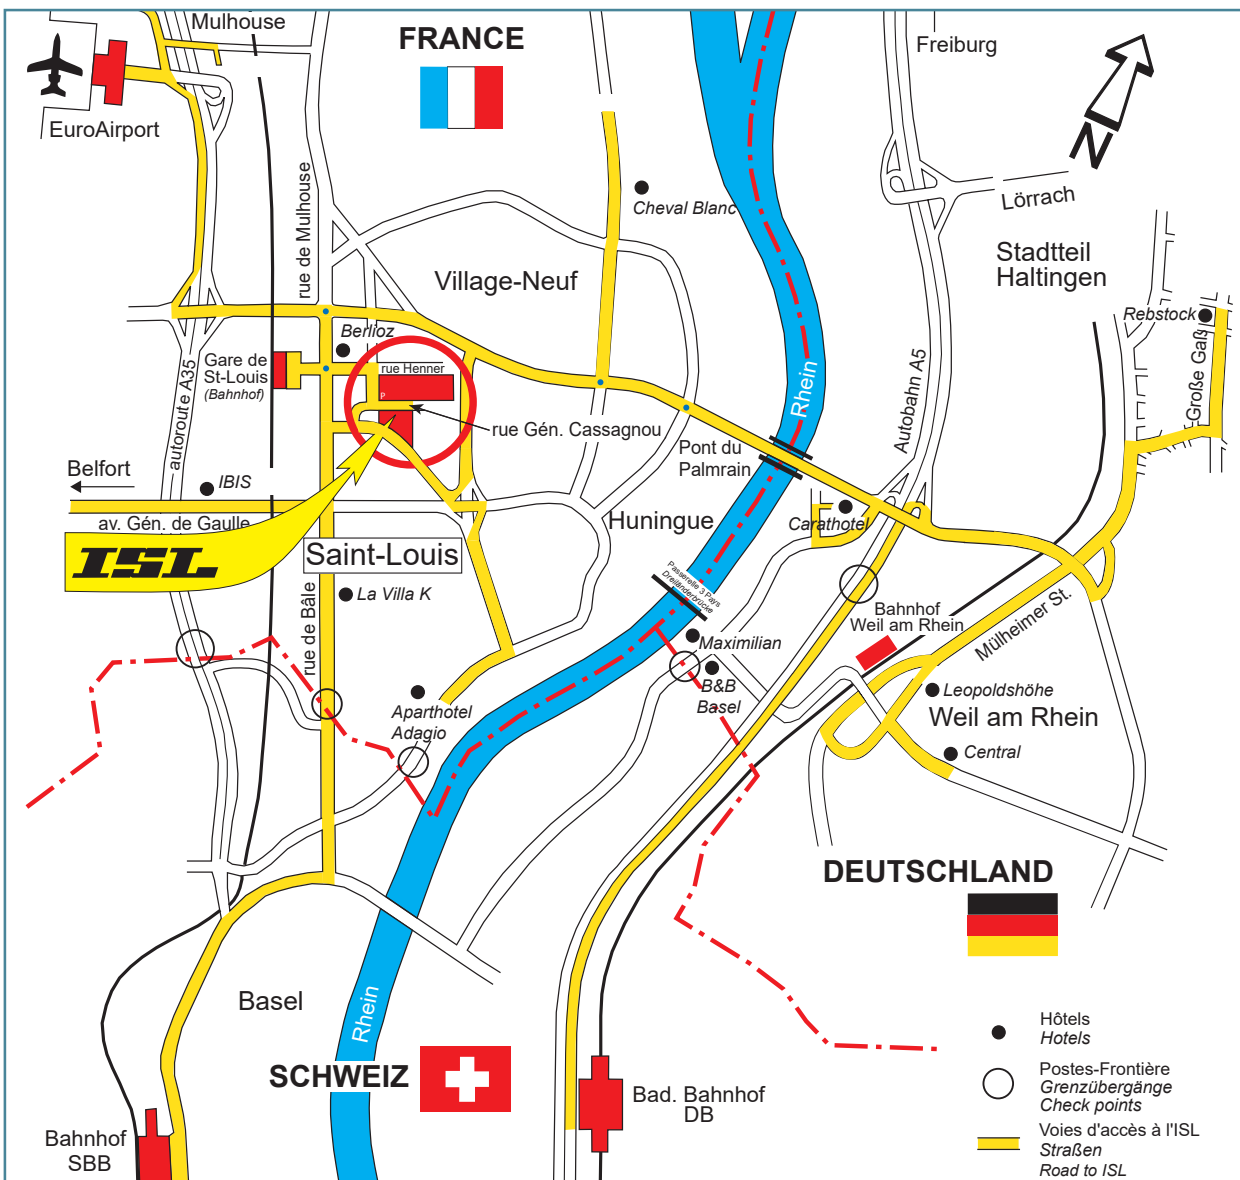 Mulhouse
FRANCE
Freiburg
EuroAirport
N
rue de Mulhouse
Cheval Blanc
Lörrach
Stadtteil
Haltingen
Village-Neuf
Rebstock
Berlioz
Gare de
St-Louis
(Bahnhof)
rue Henner
P
autoroute A35
Rhein
Autobahn A5
Große Gaß
rue Gén. Cassagnou
Pont du
Palmrain
Belfort
IBIS
av. Gén. de Gaulle
Huningue
Carathotel
ISL
Saint-Louis
Passerelle 3 Pays
Dreiländerbrücke
La Villa K
rue de Bâle
Bahnhof
Weil am Rhein
Mülheimer St.
Maximilian
B&B
Basel
Leopoldshöhe
Weil am Rhein
Aparthotel
Adagio
Central
DEUTSCHLAND
Basel
Rhein
SCHWEIZ
Bad. Bahnhof
DB
Bahnhof
SBB
Hôtels
Hotels
Postes-Frontière
Grenzübergänge
Check points
Voies d'accès à l'ISL
Straßen
Road to ISL